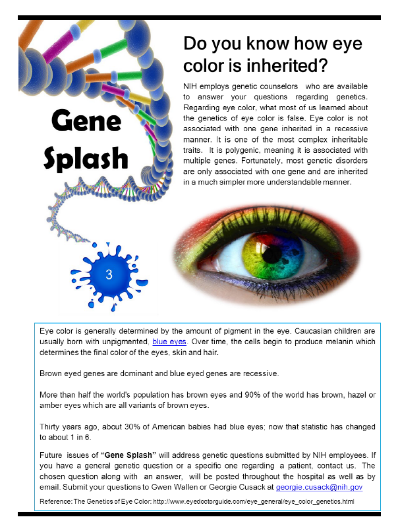 Do you know how eye
color is inherited?
NIH employs genetic counselors who are available
to answer your questions regarding genetics.
Regarding eye color, what most of us learned about
the genetics of eye color is false. Eye color is not
associated with one gene inherited in a recessive
manner. It is one of the most complex inheritable
traits. It is polygenic, meaning it is associated with
multiple genes. Fortunately, most genetic disorders
are only associated with one gene and are inherited
in a much simpler more understandable manner.
Gene
Splash
3
Eye color is generally determined by the amount of pigment in the eye. Caucasian children are
usually born with unpigmented, blue eyes. Over time, the cells begin to produce melanin which
determines the final color of the eyes, skin and hair.
Brown eyed genes are dominant and blue eyed genes are recessive.
More than half the world's population has brown eyes and 90% of the world has brown, hazel or
amber eyes which are all variants of brown eyes.
Thirty years ago, about 30% of American babies had blue eyes; now that statistic has changed
to about 1 in 6.
Future issues of “Gene Splash” will address genetic questions submitted by NIH employees. If
you have a general genetic question or a specific one regarding a patient, contact us. The
chosen question along with an answer, will be posted throughout the hospital as well as by
email. Submit your questions to Gwen Wallen or Georgie Cusack at georgie.cusack@nih.gov
Reference: The Genetics of Eye Color: http://www.eyedoctorguide.com/eye_general/eye_color_genetics.html